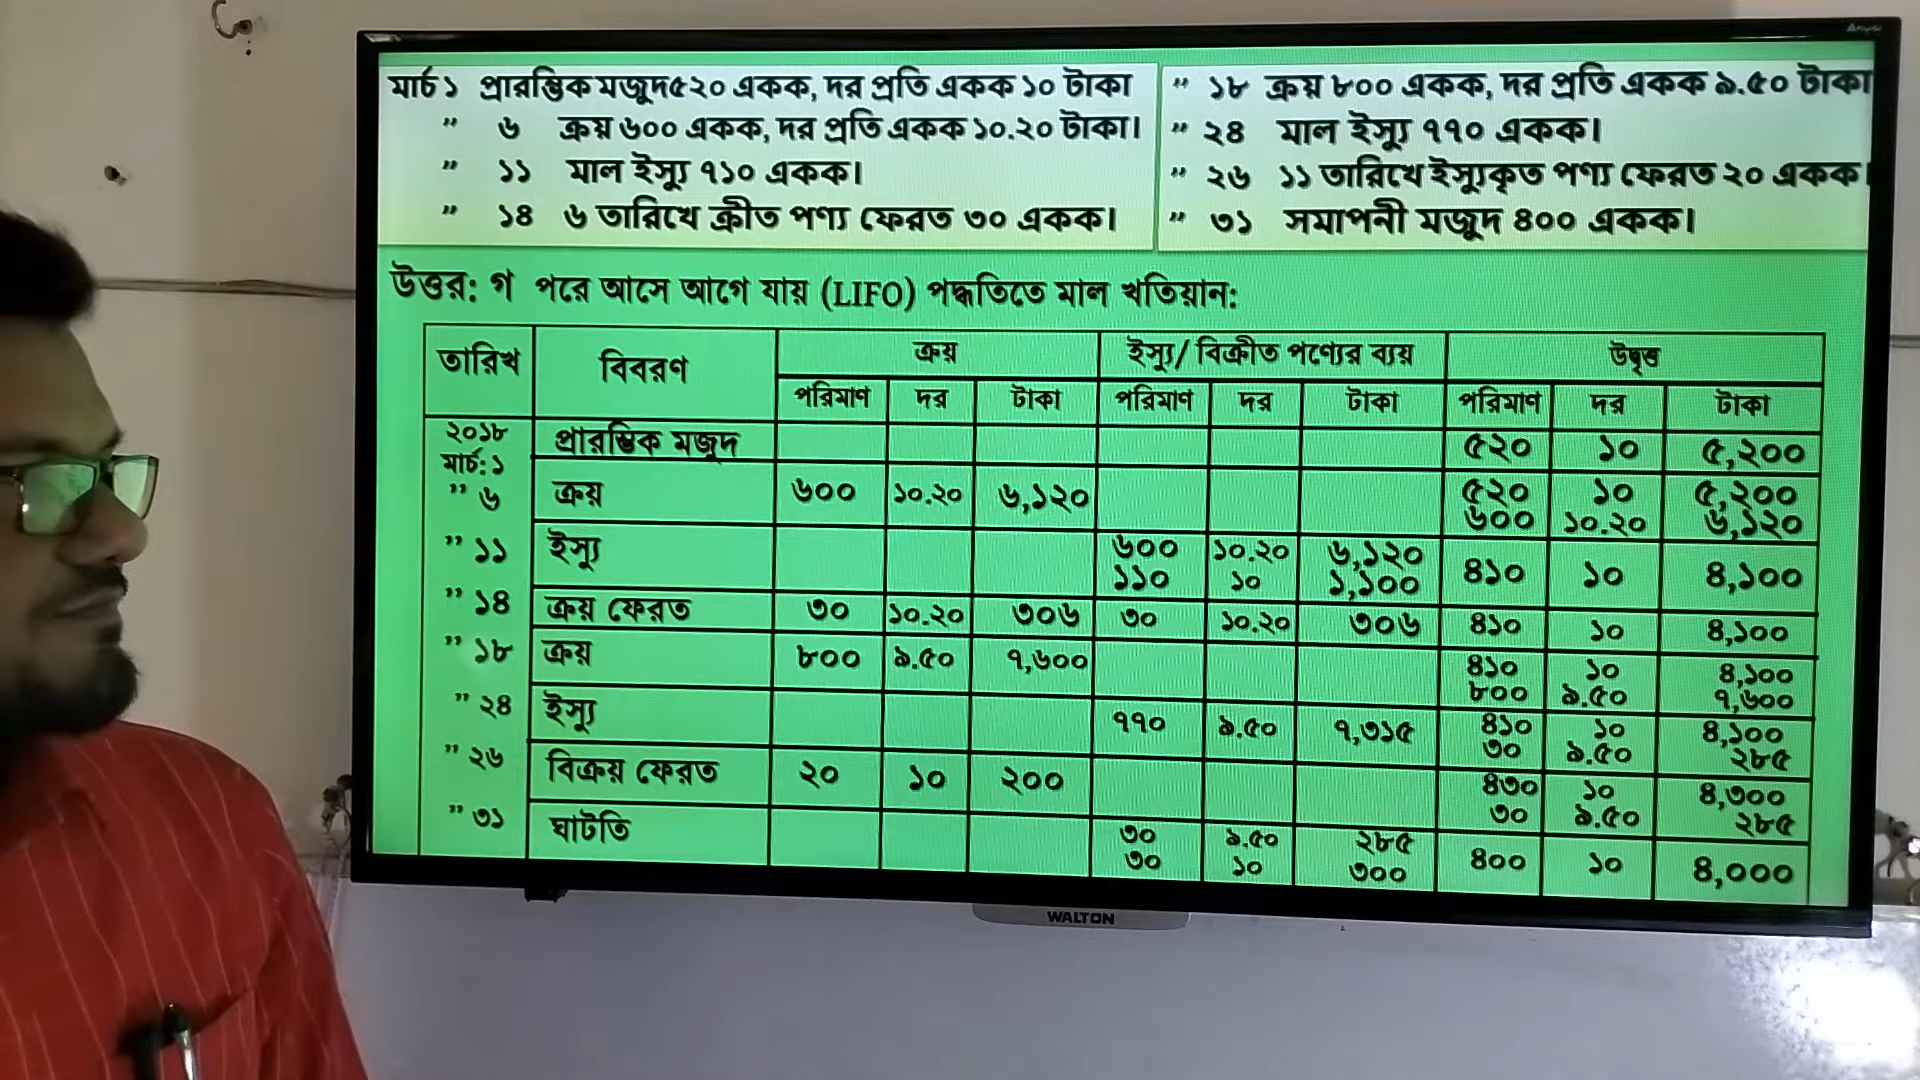 মার্চ ১ প্রারম্ভিক মজুদ৫২০ একক, দর প্রতি একক ১০ টাকা
” ৬ ক্রয় ৬০০ একক, দর প্রতি একক ১০.২০ টাকা।
” ১১ মাল ইস্যু ৭১০ একক।
” ১৪ ৬ তারিখে ক্রীত পণ্য ফেরত ৩০ একক।
” ১৮ ক্রয় ৮০০ একক, দর প্রতি একক ৯.৫০ টাকা
” ২৪ মাল ইস্যু ৭৭০ একক।
” ২৬ ১১ তারিখে ইস্যুকৃত পণ্য ফেরত ২০ একক
” ৩১ সমাপনী মজুদ ৪০০ একক।
উত্তর: গ পরে আসে আগে যায় (LIFO) পদ্ধতিতে মাল খতিয়ান:
তারিখ বিবরণ ক্রয় ইস্যু/ বিক্রীত পণ্যের ব্যয় উদ্বৃত্ত
পরিমাণ দর টাকা পরিমাণ দর টাকা পরিমাণ দর টাকা
২০১৮
মার্চ: ১ প্রারম্ভিক মজুদ ৫২০ ১০ ৫,২০০
” ৬ ক্রয় ৬০০ ১০.২০ ৬,১২০ ৫২০ ১০ ৫,২০০
৬০০ ১০.২০ ৬,১২০
” ১১ ইস্যু ৬০০ ১০.২০ ৬,১২০ ৪১০ ১০ ৪,১০০
১১০ ১০ ১,১০০
” ১৪ ক্রয় ফেরত ৩০ ১০.২০ ৩০৬ ৩০ ১০.২০ ৩০৬ ৪১০ ১০ ৪,১০০
” ১৮ ক্রয় ৮০০ ৯.৫০ ৭,৬০০ ৪১০ ১০ ৪,১০০
৮০০ ৯.৫০ ৭,৬০০
” ২৪ ইস্যু ৭৭০ ৯.৫০ ৭,৩১৫ ৪১০ ১০ ৪,১০০
৩০ ৯.৫০ ২৮৫
” ২৬ বিক্রয় ফেরত ২০ ১০ ২০০ ৪৩০ ১০ ৪,৩০০
৩০ ৯.৫০ ২৮৫
” ৩১ ঘাটতি ৩০ ৯.৫০ ২৮৫ ৪০০ ১০ ৪,০০০
৩০ ১০ ৩০০
WALTON